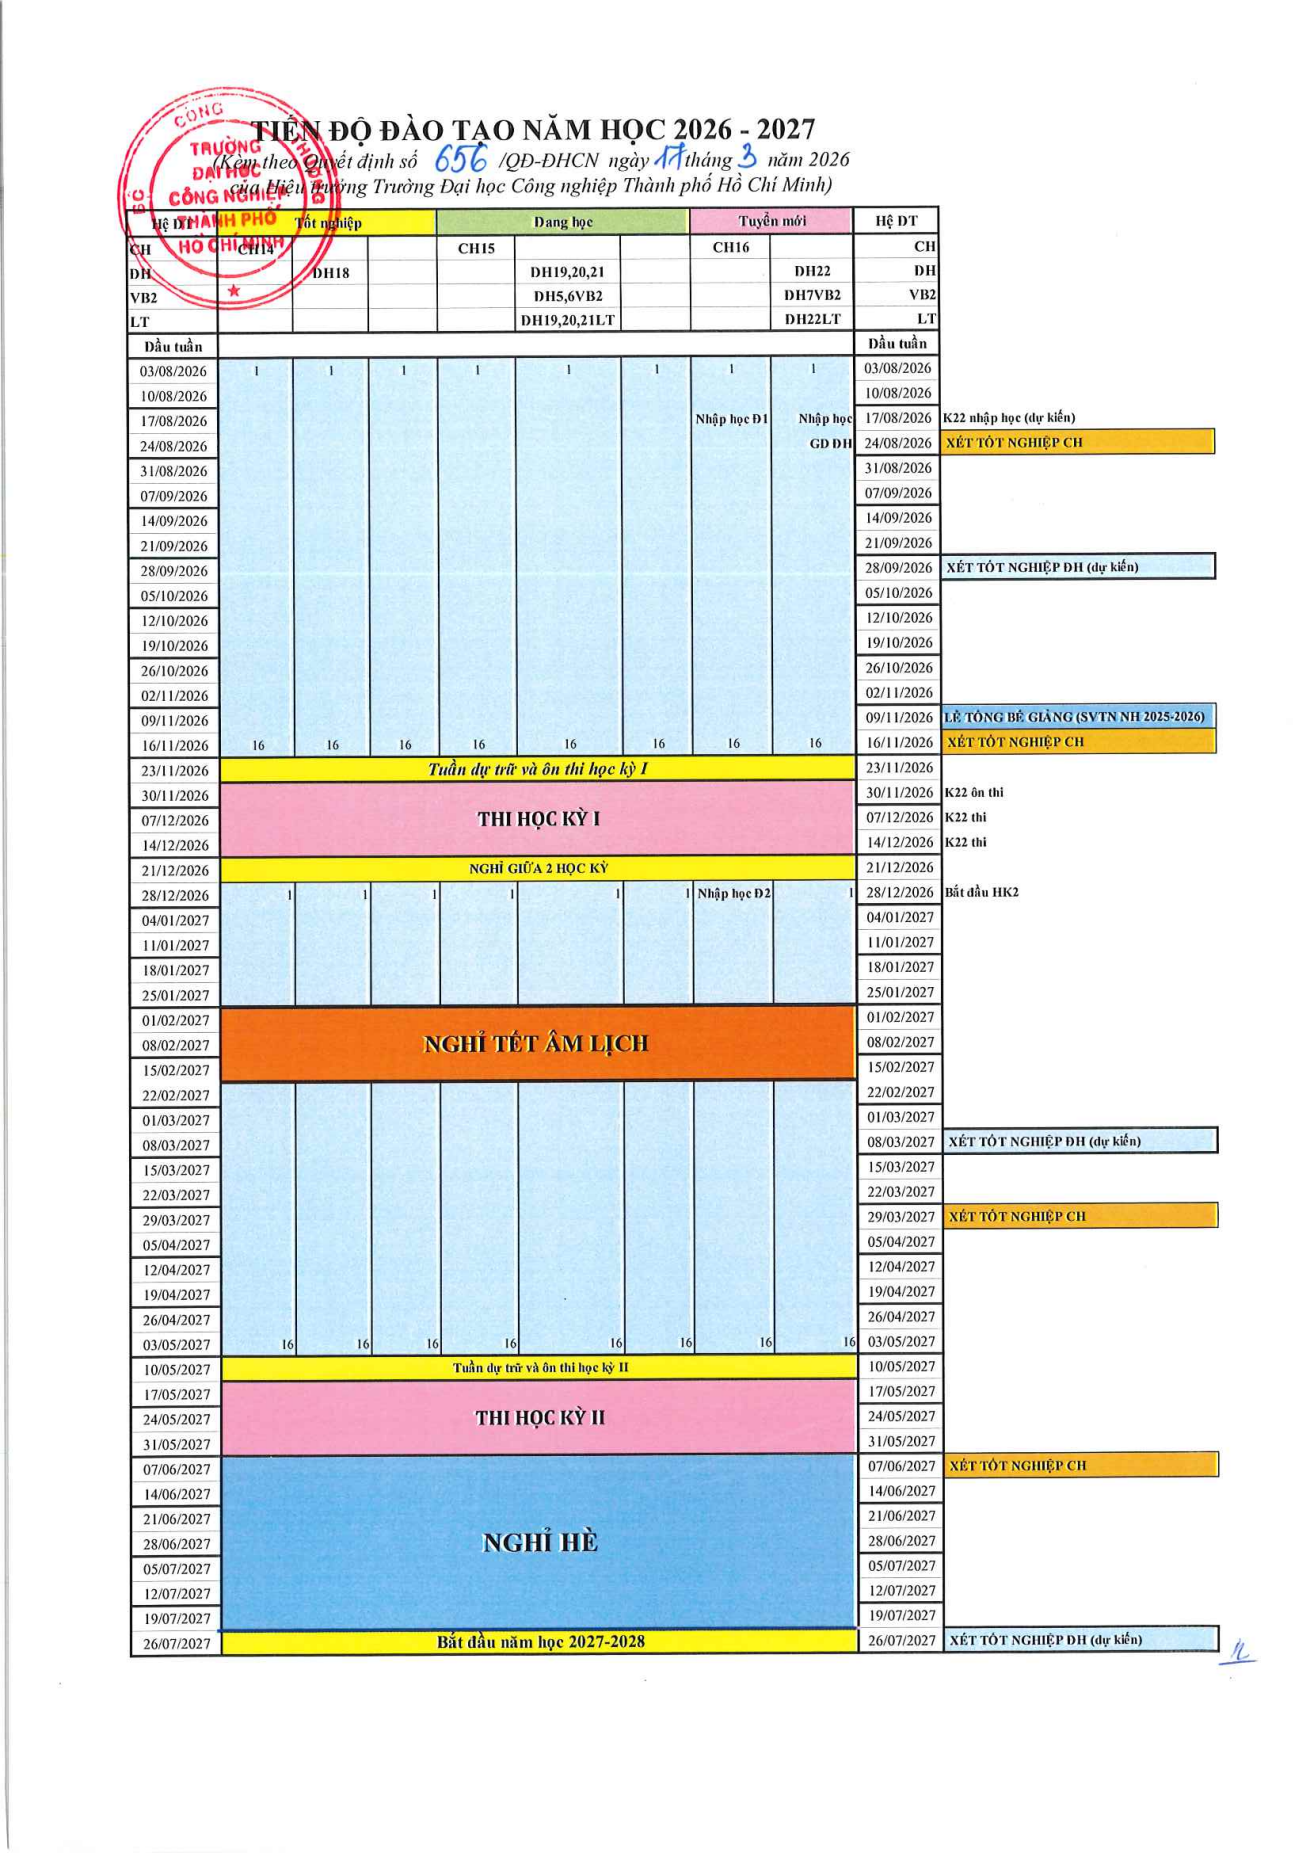 TIẾN ĐỘ ĐÀO TẠO NĂM HỌC 2026 - 2027
(Kèm theo Quyết định số 656 /QĐ-ĐHCN ngày 17 tháng 3 năm 2026
của Hiệu trưởng Trường Đại học Công nghiệp Thành phố Hồ Chí Minh)
BỘ CÔNG THƯƠNG
TRƯỜNG
ĐẠI HỌC
CÔNG NGHIỆP
THÀNH PHỐ
HỒ CHÍ MINH
Hệ ĐT Tốt nghiệp Đang học Tuyển mới Hệ ĐT
CH CH14 CH15 CH16 CH
DH DH18 DH19,20,21 DH22 DH
VB2 DH5,6VB2 DH7VB2 VB2
LT DH19,20,21LT DH22LT LT
Đầu tuần Đầu tuần
03/08/2026 1 1 1 1 1 1 1 1 03/08/2026
10/08/2026 10/08/2026
17/08/2026 Nhập học Đ1 Nhập học 17/08/2026 K22 nhập học (dự kiến)
24/08/2026 GD ĐH 24/08/2026 XÉT TỐT NGHIỆP CH
31/08/2026 31/08/2026
07/09/2026 07/09/2026
14/09/2026 14/09/2026
21/09/2026 21/09/2026
28/09/2026 28/09/2026 XÉT TỐT NGHIỆP ĐH (dự kiến)
05/10/2026 05/10/2026
12/10/2026 12/10/2026
19/10/2026 19/10/2026
26/10/2026 26/10/2026
02/11/2026 02/11/2026
09/11/2026 09/11/2026 LỄ TỔNG BẾ GIẢNG (SVTN NH 2025-2026)
16/11/2026 16 16 16 16 16 16 16 16 16/11/2026 XÉT TỐT NGHIỆP CH
23/11/2026 Tuần dự trữ và ôn thi học kỳ I 23/11/2026
30/11/2026 30/11/2026 K22 ôn thi
07/12/2026 THI HỌC KỲ I 07/12/2026 K22 thi
14/12/2026 14/12/2026 K22 thi
21/12/2026 NGHỈ GIỮA 2 HỌC KỲ 21/12/2026
28/12/2026 1 1 1 1 1 1 Nhập học Đ2 1 28/12/2026 Bắt đầu HK2
04/01/2027 04/01/2027
11/01/2027 11/01/2027
18/01/2027 18/01/2027
25/01/2027 25/01/2027
01/02/2027 01/02/2027
08/02/2027 NGHỈ TẾT ÂM LỊCH 08/02/2027
15/02/2027 15/02/2027
22/02/2027 22/02/2027
01/03/2027 01/03/2027
08/03/2027 08/03/2027 XÉT TỐT NGHIỆP ĐH (dự kiến)
15/03/2027 15/03/2027
22/03/2027 22/03/2027
29/03/2027 29/03/2027 XÉT TỐT NGHIỆP CH
05/04/2027 05/04/2027
12/04/2027 12/04/2027
19/04/2027 19/04/2027
26/04/2027 26/04/2027
03/05/2027 16 16 16 16 16 16 16 16 03/05/2027
10/05/2027 Tuần dự trữ và ôn thi học kỳ II 10/05/2027
17/05/2027 17/05/2027
24/05/2027 THI HỌC KỲ II 24/05/2027
31/05/2027 31/05/2027
07/06/2027 07/06/2027 XÉT TỐT NGHIỆP CH
14/06/2027 14/06/2027
21/06/2027 21/06/2027
28/06/2027 NGHỈ HÈ 28/06/2027
05/07/2027 05/07/2027
12/07/2027 12/07/2027
19/07/2027 19/07/2027
26/07/2027 Bắt đầu năm học 2027-2028 26/07/2027 XÉT TỐT NGHIỆP ĐH (dự kiến)